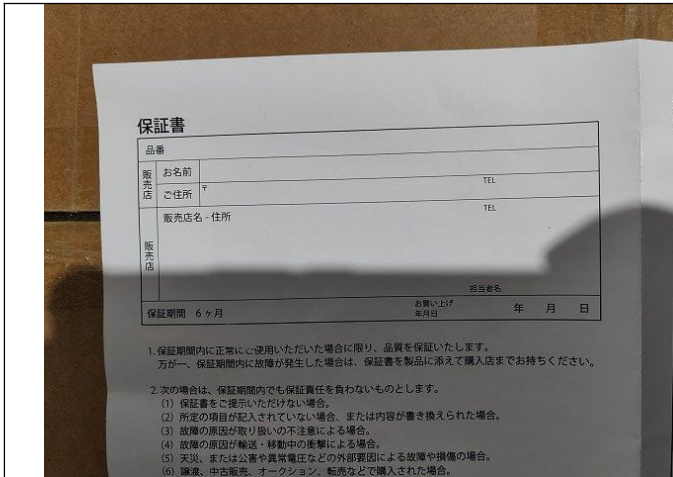 保証書
品番
販売店
お名前
ご住所 〒 TEL
販売店
販売店名 - 住所 TEL
担当者名
保証期間 6ヶ月 お買い上げ年月日 年 月 日
1. 保証期間内に正常にご使用いただいた場合に限り、品質を保証いたします。
万が一、保証期間内に故障が発生した場合は、保証書を製品に添えて購入店までお持ちください。
2. 次の場合は、保証期間内でも保証責任を負わないものとします。
(1) 保証書をご提示いただけない場合。
(2) 所定の項目が記入されていない場合、または内容が書き換えられた場合。
(3) 故障の原因が取り扱いの不注意による場合。
(4) 故障の原因が輸送・移動中の衝撃による場合。
(5) 天災、または公害や異常電圧などの外部要因による故障や損傷の場合。
(6) 譲渡、中古販売、オークション、転売などで購入された場合。